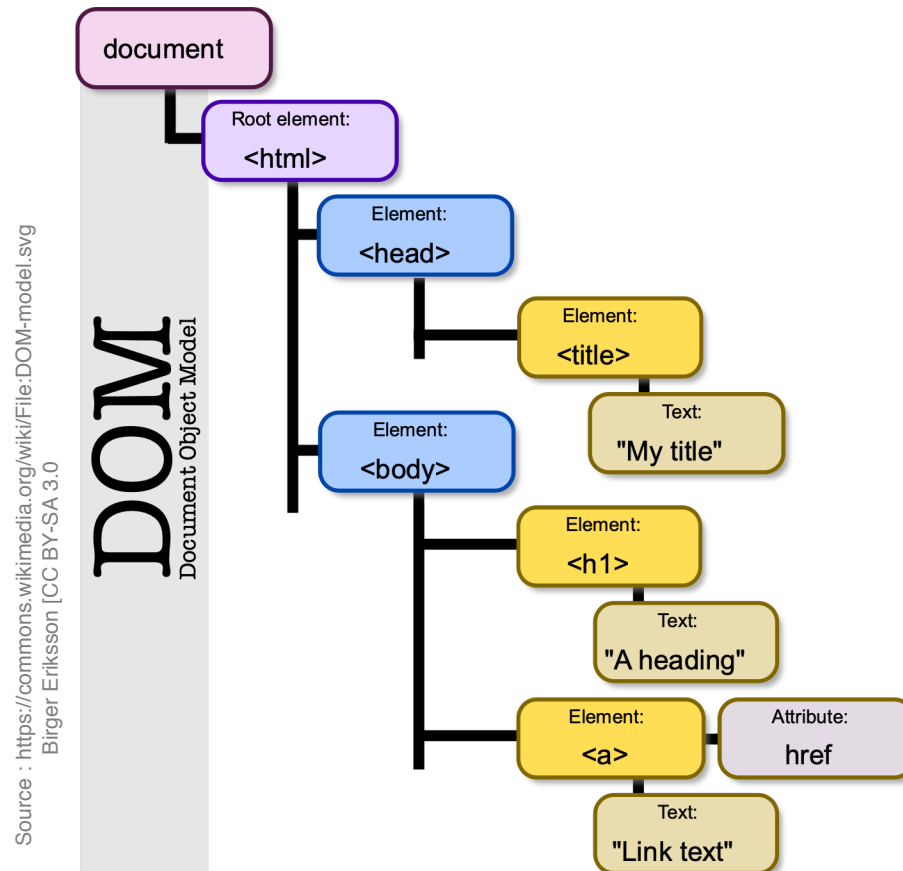 document
Root element:
<html>
Element:
<head>
Element:
<title>
Text:
"My title"
Element:
<body>
Element:
<h1>
Text:
"A heading"
Element:
<a>
Attribute:
href
Text:
"Link text"
DOM
Document Object Model
Source : https://commons.wikimedia.org/wiki/File:DOM-model.svg
Birger Eriksson [CC BY-SA 3.0